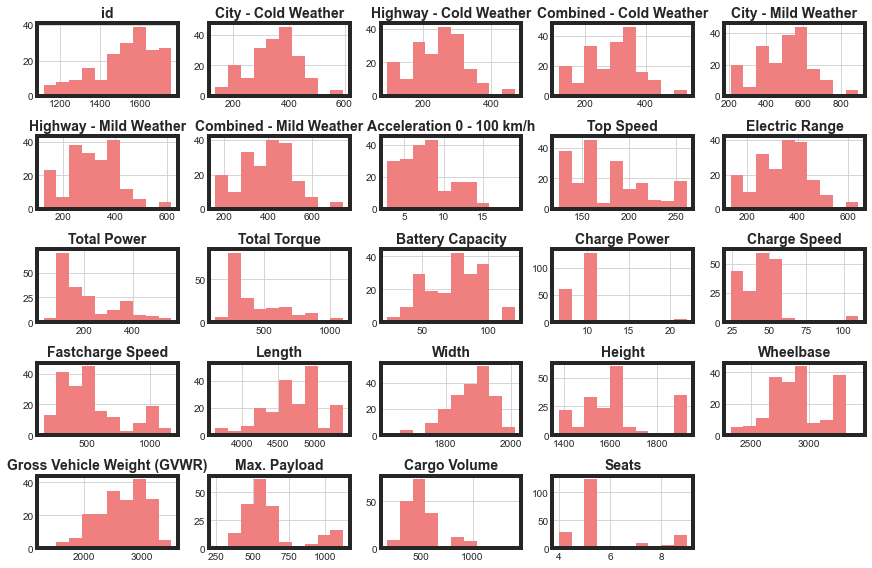 id City - Cold Weather Highway - Cold Weather Combined - Cold Weather City - Mild Weather
40 20 0 1200 1400 1600
40 20 0 200 400 600
40 20 0 200 400
40 20 0 200 400
40 20 0 200 400 600 800
Highway - Mild Weather Combined - Mild Weather Acceleration 0 - 100 km/h Top Speed Electric Range
40 20 0 200 400 600
40 20 0 200 400 600
40 20 0 5 10 15
40 20 0 150 200 250
40 20 0 200 400 600
Total Power Total Torque Battery Capacity Charge Power Charge Speed
50 25 0 200 400
50 0 500 1000
40 20 0 50 100
100 50 0 10 15 20
50 0 25 50 75 100
Fastcharge Speed Length Width Height Wheelbase
40 20 0 500 1000
50 25 0 4000 4500 5000
50 25 0 1800 2000
50 25 0 1400 1600 1800
40 20 0 2500 3000
Gross Vehicle Weight (GVWR) Max. Payload Cargo Volume Seats
40 20 0 2000 3000
50 25 0 250 500 750 1000
50 0 500 1000
100 50 0 4 6 8